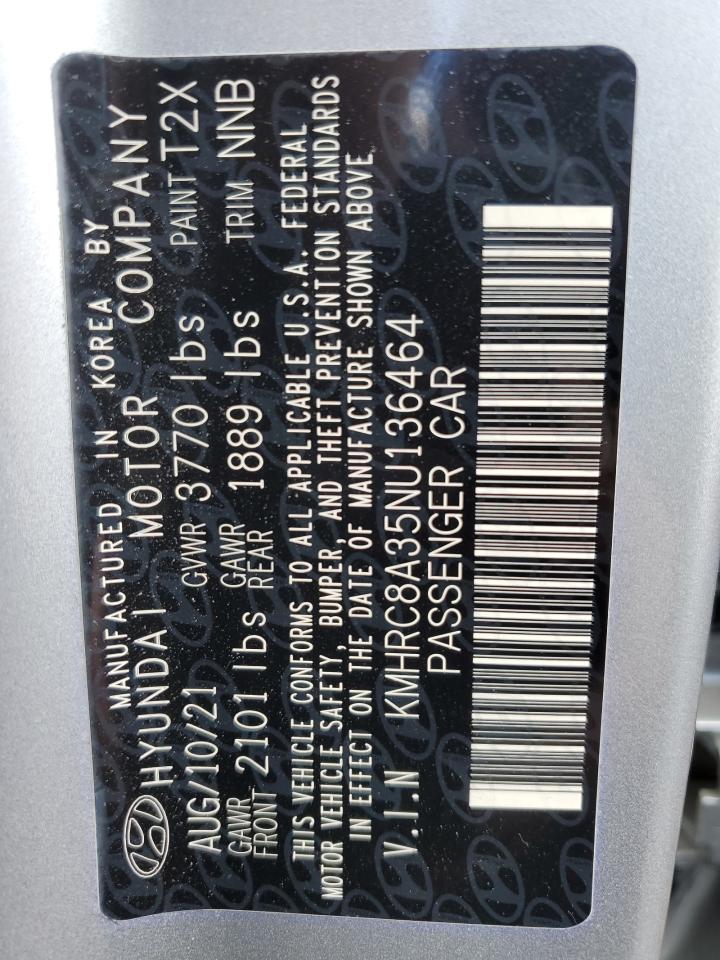 MANUFACTURED IN KOREA BY
HYUNDAI MOTOR COMPANY
AUG/10/21 GVWR 3770 lbs PAINT T2X
GAWR FRONT 2101 lbs GAWR REAR 1889 lbs TRIM NNB
THIS VEHICLE CONFORMS TO ALL APPLICABLE U.S.A. FEDERAL
MOTOR VEHICLE SAFETY, BUMPER, AND THEFT PREVENTION STANDARDS
IN EFFECT ON THE DATE OF MANUFACTURE SHOWN ABOVE.
V.I.N KMHRC8A35NU136464
PASSENGER CAR